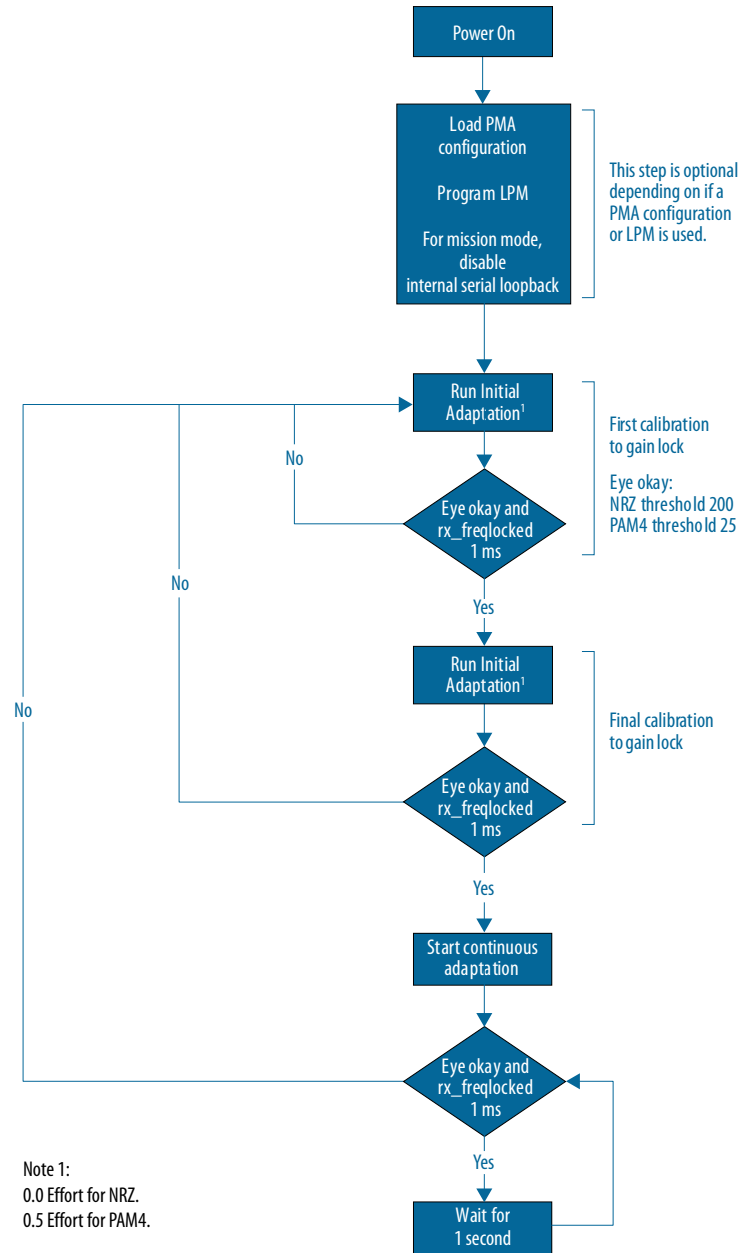 Power On
Load PMA
configuration
Program LPM
For mission mode,
disable
internal serial loopback
This step is optional
depending on if a
PMA configuration
or LPM is used.
Run Initial
Adaptation¹
First calibration
to gain lock
Eye okay:
NRZ threshold 200
PAM4 threshold 25
No
Eye okay and
rx_freqlocked
1 ms
No
Yes
Run Initial
Adaptation¹
No
Final calibration
to gain lock
Eye okay and
rx_freqlocked
1 ms
Yes
Start continuous
adaptation
Eye okay and
rx_freqlocked
1 ms
Yes
Wait for
1 second
Note 1:
0.0 Effort for NRZ.
0.5 Effort for PAM4.